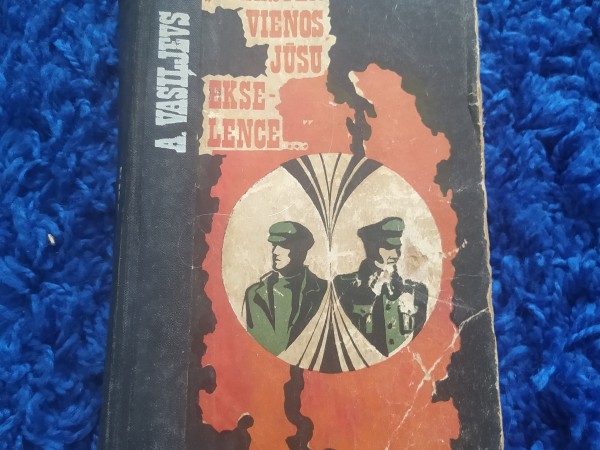 A. VASIĻJEVS
VIENOS
JŪSU
EKSE-
LENCE..."